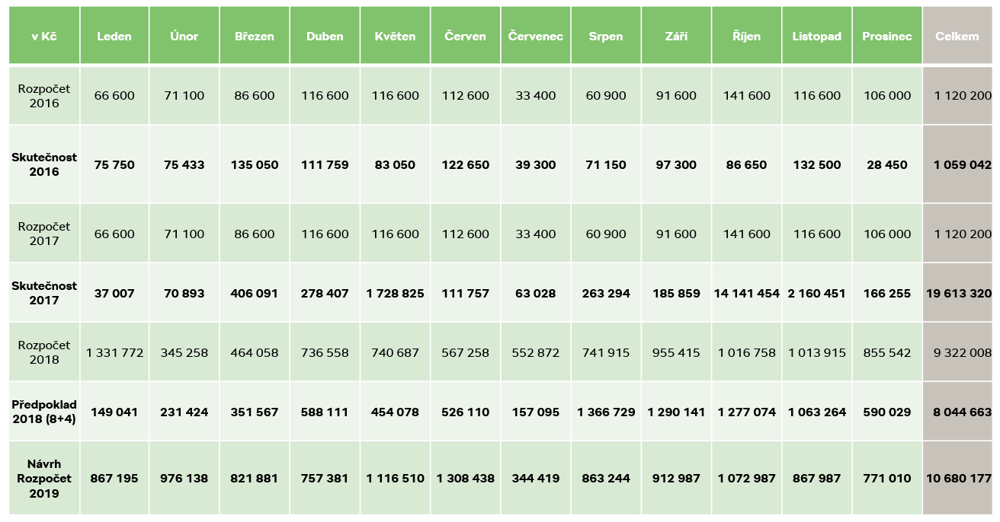 v Kč Leden Únor Březen Duben Květen Červen Červenec Srpen Září Říjen Listopad Prosinec Celkem
Rozpočet
2016 66 600 71 100 86 600 116 600 116 600 112 600 33 400 60 900 91 600 141 600 116 600 106 000 1 120 200
Skutečnost
2016 75 750 75 433 135 050 111 759 83 050 122 650 39 300 71 150 97 300 86 650 132 500 28 450 1 059 042
Rozpočet
2017 66 600 71 100 86 600 116 600 116 600 112 600 33 400 60 900 91 600 141 600 116 600 106 000 1 120 200
Skutečnost
2017 37 007 70 893 406 091 278 407 1 728 825 111 757 63 028 263 294 185 859 14 141 454 2 160 451 166 255 19 613 320
Rozpočet
2018 1 331 772 345 258 464 058 736 558 740 687 567 258 552 872 741 915 955 415 1 016 758 1 013 915 855 542 9 322 008
Předpoklad
2018 (8+4) 149 041 231 424 351 567 588 111 454 078 526 110 157 095 1 366 729 1 290 141 1 277 074 1 063 264 590 029 8 044 663
Návrh
Rozpočet 867 195 976 138 821 881 757 381 1 116 510 1 308 438 344 419 863 244 912 987 1 072 987 867 987 771 010 10 680 177
2019